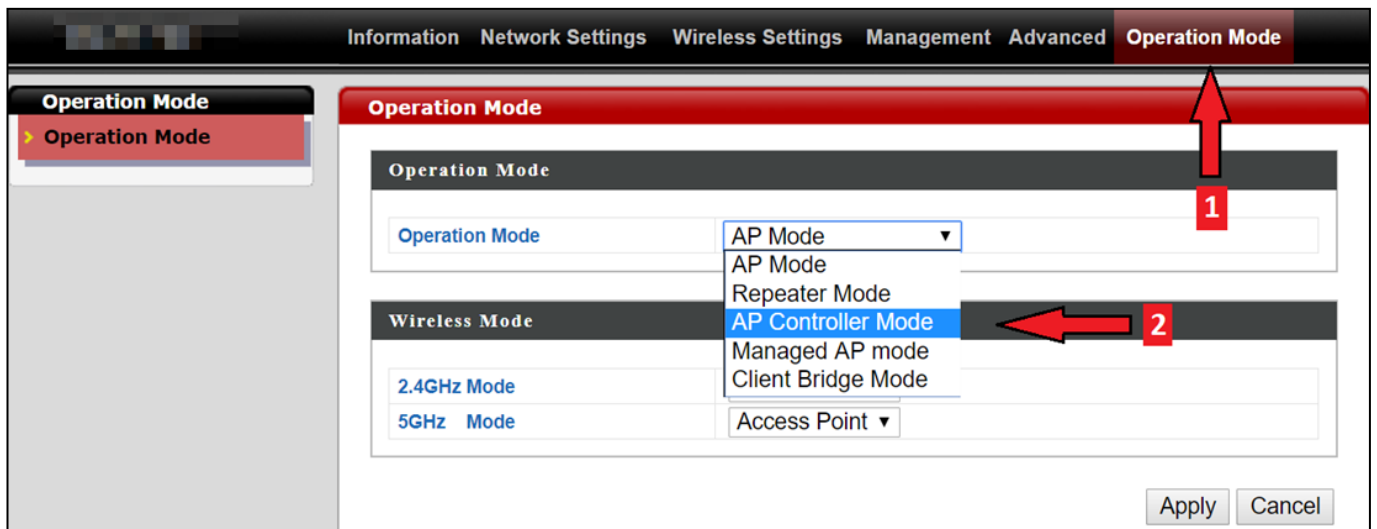 Information Network Settings Wireless Settings Management Advanced Operation Mode
Operation Mode
Operation Mode
Operation Mode
Operation Mode
1
Operation Mode AP Mode
AP Mode
Repeater Mode
AP Controller Mode
2
Managed AP mode
Client Bridge Mode
Wireless Mode
2.4GHz Mode
5GHz Mode Access Point
Apply Cancel